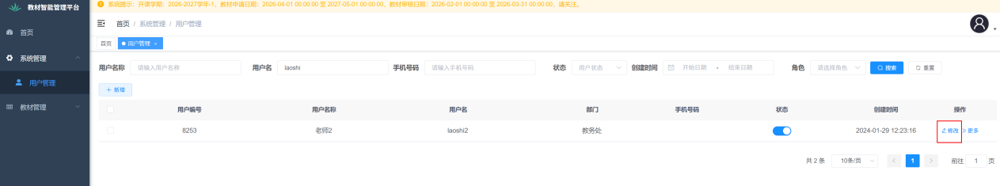 教材智能管理平台
系统提示：开课学期：2026-2027学年-1，教材申请日期：2026-04-01 00:00:00 至 2027-05-01 00:00:00，教材审核日期：2026-02-01 00:00:00 至 2026-03-31 00:00:00，请关注。
首页 / 系统管理 / 用户管理
首页
系统管理
用户管理
教材管理
首页 用户管理 ×
用户名称 请输入用户名称 用户名 laoshi 手机号码 请输入手机号码 状态 用户状态 创建时间 开始日期 - 结束日期 角色 请选择角色 搜索 重置
+ 新增
用户编号 用户名称 用户名 部门 手机号码 状态 创建时间 操作
8253 老师2 laoshi2 教务处 2024-01-29 12:23:16 修改 » 更多
共 2 条 10条/页 < 1 > 前往 1 页